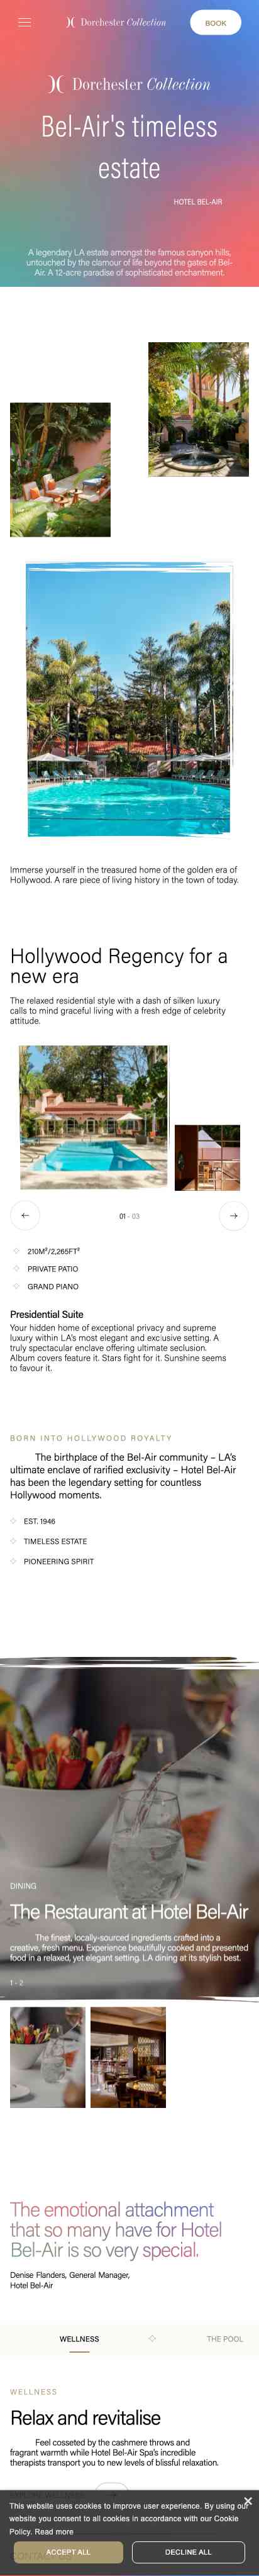 Dorchester Collection
BOOK
Dorchester Collection
Bel-Air's timeless
estate
HOTEL BEL-AIR
A legendary LA estate amongst the famous canyon hills,
untouched by the clamour of life beyond the gates of Bel-
Air. A 12-acre paradise of sophisticated enchantment.
Immerse yourself in the treasured home of the golden era of
Hollywood. A rare piece of living history in the town of today.
Hollywood Regency for a
new era
The relaxed residential style with a dash of silken luxury
calls to mind graceful living with a fresh edge of celebrity
attitude.
01 - 03
210M²/2,265FT²
PRIVATE PATIO
GRAND PIANO
Presidential Suite
Your hidden home of exceptional privacy and supreme
luxury within LA's most elegant and exclusive setting. A
truly spectacular enclave offering ultimate seclusion.
Album covers feature it. Stars fight for it. Sunshine seems
to favour it.
BORN INTO HOLLYWOOD ROYALTY
The birthplace of the Bel-Air community – LA's
ultimate enclave of rarified exclusivity – Hotel Bel-Air
has been the legendary setting for countless
Hollywood moments.
EST. 1946
TIMELESS ESTATE
PIONEERING SPIRIT
DINING
The Restaurant at Hotel Bel-Air
The finest, locally-sourced ingredients crafted into a
creative, fresh menu. Experience beautifully cooked and presented
food in a relaxed, yet elegant setting. LA dining at its stylish best.
1 - 2
The emotional attachment
that so many have for Hotel
Bel-Air is so very special.
Denise Flanders, General Manager,
Hotel Bel-Air
WELLNESS
THE POOL
WELLNESS
Relax and revitalise
Feel cosseted by the cashmere throws and
fragrant warmth while Hotel Bel-Air Spa's incredible
therapists transport you to new levels of blissful relaxation.
This website uses cookies to improve user experience. By using our
website you consent to all cookies in accordance with our Cookie
Policy. Read more
ACCEPT ALL
DECLINE ALL